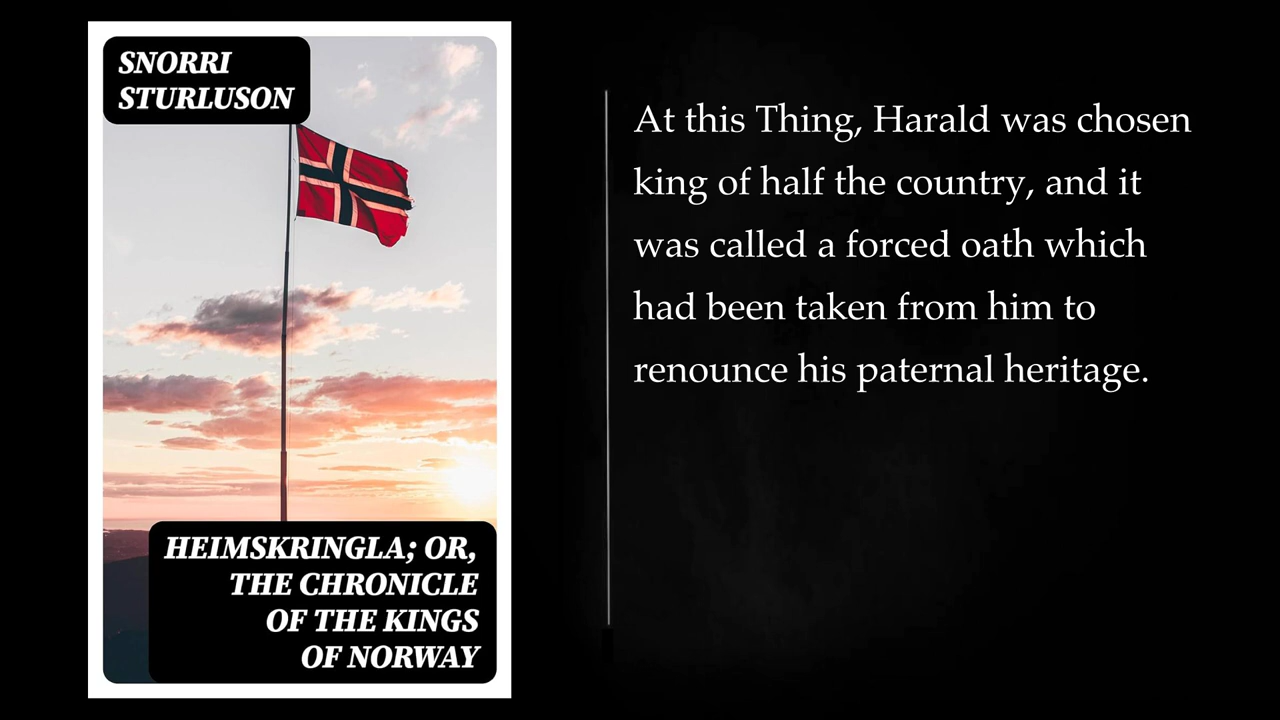 SNORRI
STURLUSON
HEIMSKRINGLA; OR,
THE CHRONICLE
OF THE KINGS
OF NORWAY
At this Thing, Harald was chosen
king of half the country, and it
was called a forced oath which
had been taken from him to
renounce his paternal heritage.